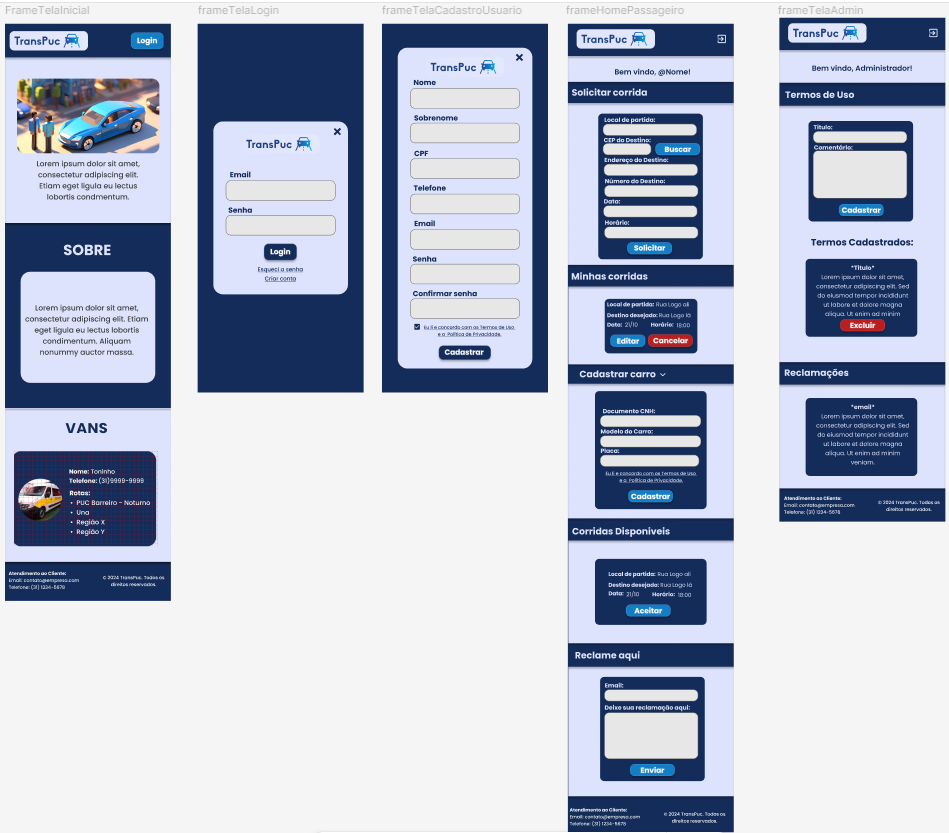 FrameTelaInicial
TransPuc
Login
Lorem ipsum dolor sit amet,
consectetur adipiscing elit.
Etiam eget ligula eu lectus
lobortis condmentum.
SOBRE
Lorem ipsum dolor sit amet,
consectetur adipiscing elit. Etiam
eget ligula eu lectus lobortis
condimentum. Aliquam
nonummy auctor massa.
VANS
Nome: Toninho
Telefone: (31)9999-9999
Rotas:
• PUC Barreiro - Noturno
• Una
• Região X
• Região Y
Atendimento ao Cliente:
Email: contato@empresa.com
Telefone: (31) 1234-5678
© 2024 TransPuc. Todos os
direitos reservados.
frameTelaLogin
TransPuc
Email
Senha
Login
Esqueci a senha
Criar conta
frameTelaCadastroUsuario
TransPuc
Nome
Sobrenome
CPF
Telefone
Email
Senha
Confirmar senha
Eu li e concordo com os Termos de Uso
e a Política de Privacidade.
Cadastrar
frameHomePassageiro
TransPuc
Bem vindo, @Nome!
Solicitar corrida
Local de partida:
CEP do Destino:
Buscar
Endereço do Destino:
Número do Destino:
Data:
Horário:
Solicitar
Minhas corridas
Local de partida: Rua Logo ali
Destino desejado: Rua Logo lá
Data: 21/10 Horário: 18:00
Editar Cancelar
Cadastrar carro
Documento CNH:
Modelo do Carro:
Placa:
Eu li e concordo com os Termos de Uso
e a Política de Privacidade.
Cadastrar
Corridas Disponiveis
Local de partida: Rua Logo ali
Destino desejado: Rua Logo lá
Data: 21/10 Horário: 18:00
Aceitar
Reclame aqui
Email:
Deixe sua reclamação aqui:
Enviar
Atendimento ao Cliente:
Email: contato@empresa.com
Telefone: (31) 1234-5678
© 2024 TransPuc. Todos os
direitos reservados.
frameTelaAdmin
TransPuc
Bem vindo, Administrador!
Termos de Uso
Titulo:
Comentário:
Cadastrar
Termos Cadastrados:
"Titulo"
Lorem ipsum dolor sit amet,
consectetur adipiscing elit. Sed
do eiusmod tempor incididunt
ut labore et dolore magna
aliqua. Ut enim ad minim
Excluir
Reclamações
"email"
Lorem ipsum dolor sit amet,
consectetur adipiscing elit. Sed
do eiusmod tempor incididunt
ut labore et dolore magna
aliqua. Ut enim ad minim
veniam.
Atendimento ao Cliente:
Email: contato@empresa.com
Telefone: (31) 1234-5678
© 2024 TransPuc. Todos os
direitos reservados.